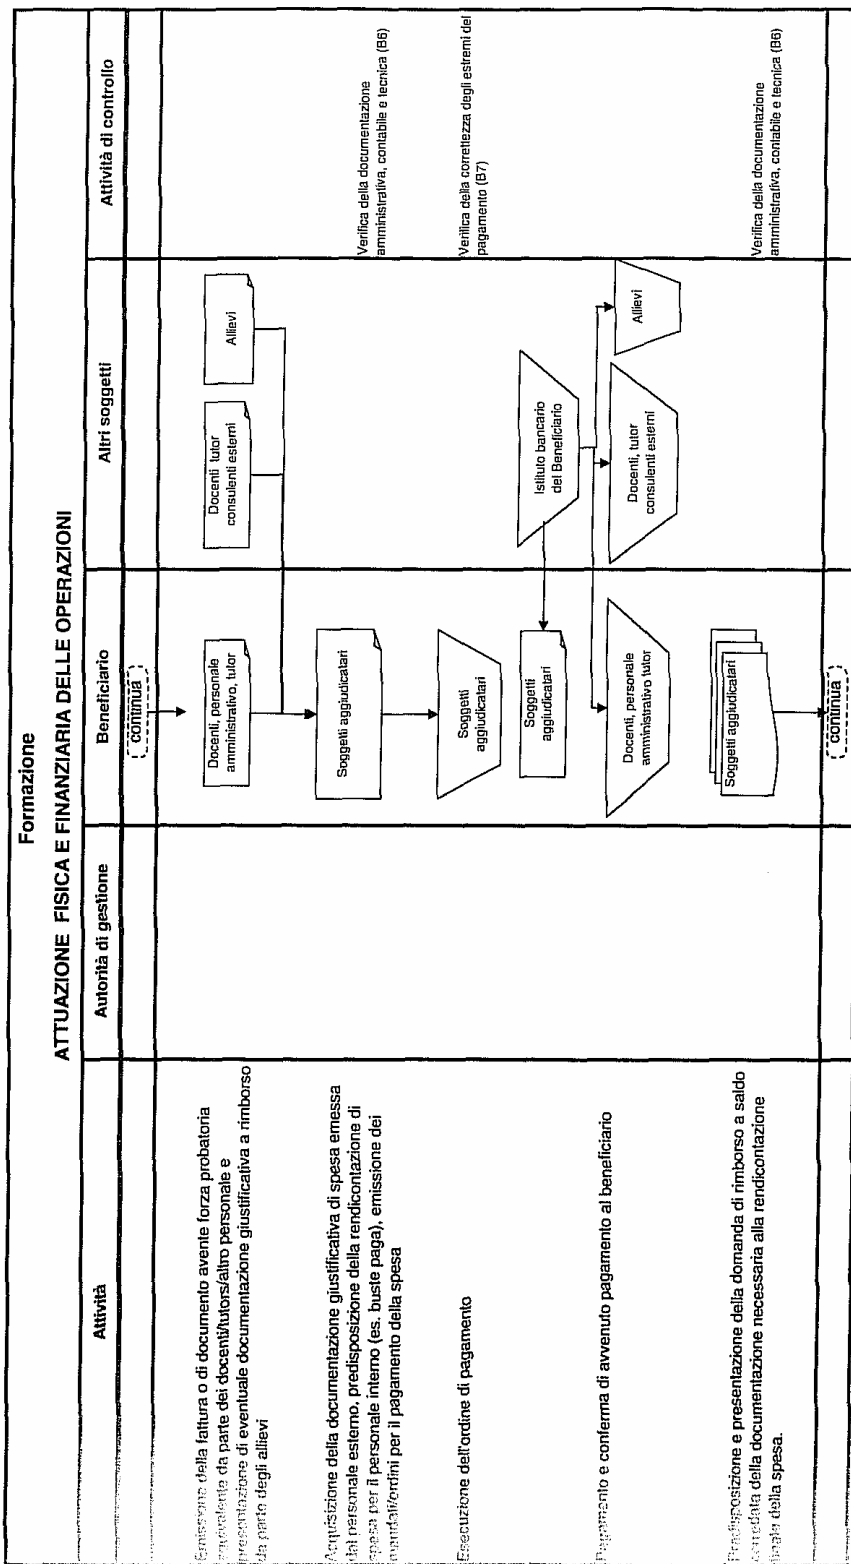 Formazione
ATTUAZIONE FISICA E FINANZIARIA DELLE OPERAZIONI
Attività
Autorità di gestione
Beneficiario
Altri soggetti
Attività di controllo
continua
Emissione della fattura o di documento avente forza probatoria
equivalente da parte dei docenti/tutors/altro personale e
presentazione di eventuale documentazione giustificativa a rimborso
da parte degli allievi
Docenti, personale
amministrativo, tutor
Docenti tutor
consulenti esterni
Allievi
Acquisizione della documentazione giustificativa di spesa emessa
dal personale esterno, predisposizione della rendicontazione di
spesa per il personale interno (es. buste paga), emissione dei
mandati/ordini per il pagamento della spesa
Soggetti aggiudicatari
Verifica della documentazione
amministrativa, contabile e tecnica (B6)
Esecuzione dell'ordine di pagamento
Soggetti
aggiudicatari
Verifica della correttezza degli estremi del
pagamento (B7)
Soggetti
aggiudicatari
Istituto bancario
del Beneficiario
Pagamento e conferma di avvenuto pagamento al beneficiario
Docenti, personale
amministrativo tutor
Docenti, tutor
consulenti esterni
Allievi
Predisposizione e presentazione della domanda di rimborso a saldo
corredata della documentazione necessaria alla rendicontazione
finale della spesa.
Soggetti aggiudicatari
Verifica della documentazione
amministrativa, contabile e tecnica (B6)
continua